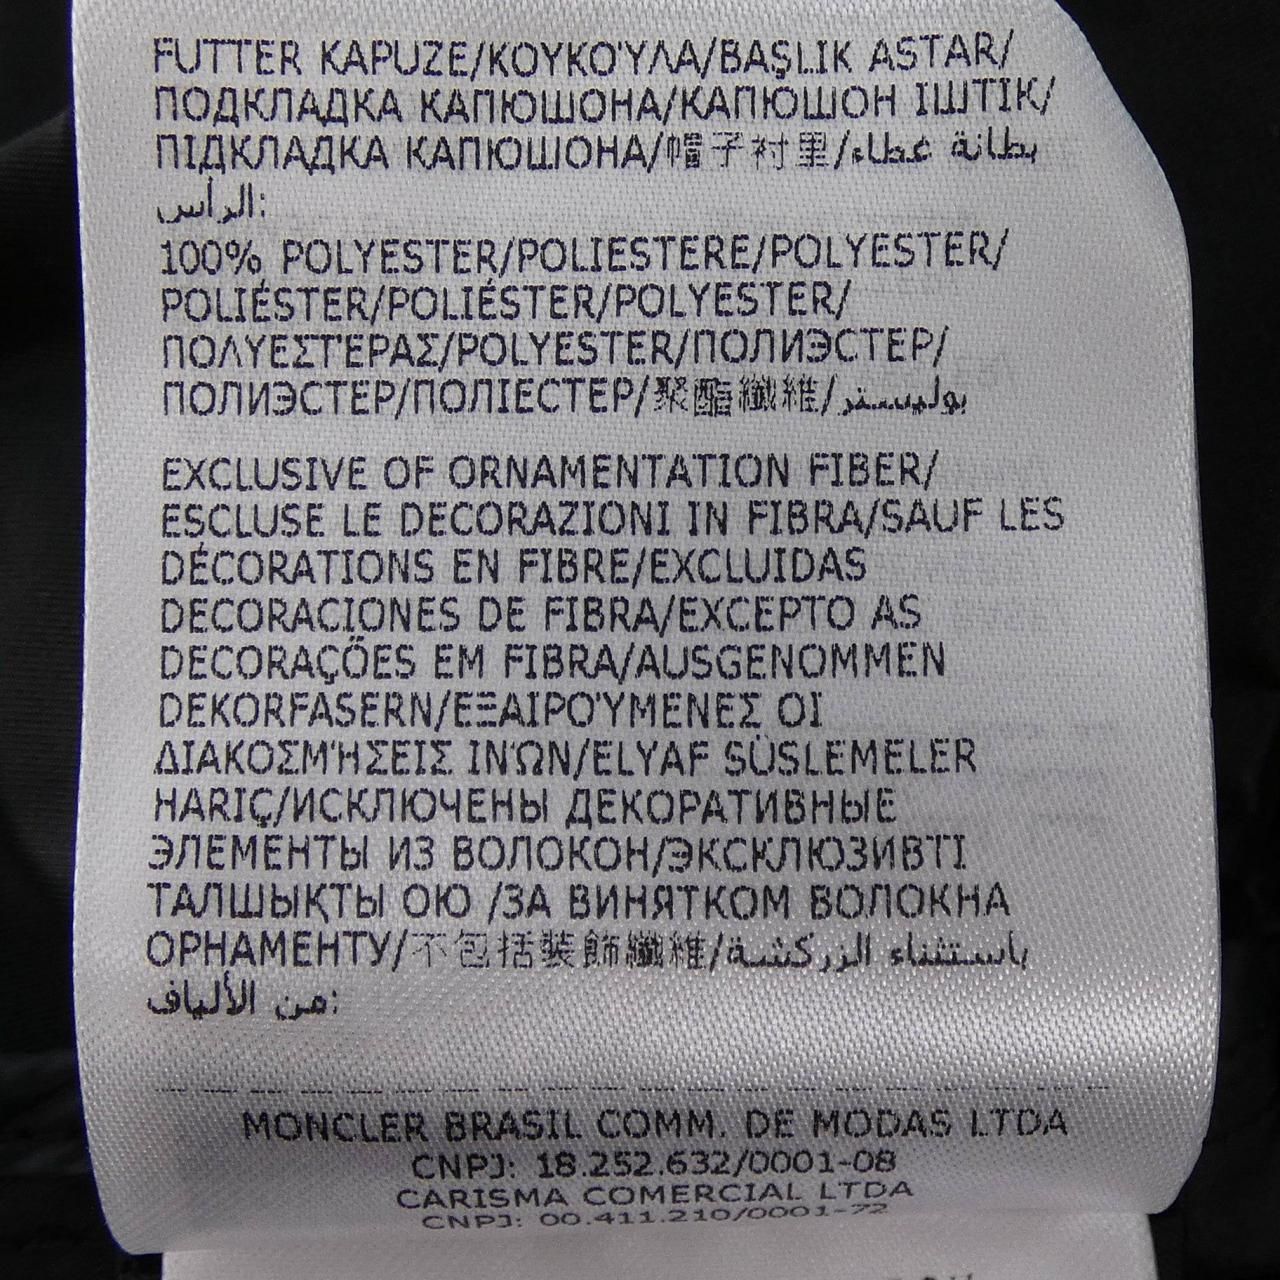 FUTTER KAPUZE/ΚΟΥΚΟΎΛΑ/BAŞLIK ASTAR/
ПОДКЛАДКА КАПЮШОНА/КАПЮШОН ІШТІК/
ПІДКЛАДКА КАПЮШОНА/帽子衬里/بطانة غطاء
الرأس:
100% POLYESTER/POLIESTERE/POLYESTER/
POLIÉSTER/POLIÉSTER/POLYESTER/
ΠΟΛΥΕΣΤΈΡΑΣ/POLYESTER/ПОЛИЭСТЕР/
ПОЛИЭСТЕР/ПОЛІЕСТЕР/聚酯纖維/بوليستر
EXCLUSIVE OF ORNAMENTATION FIBER/
ESCLUSE LE DECORAZIONI IN FIBRA/SAUF LES
DÉCORATIONS EN FIBRE/EXCLUIDAS
DECORACIONES DE FIBRA/EXCEPTO AS
DECORAÇÕES EM FIBRA/AUSGENOMMEN
DEKORFASERN/ΕΞΑΙΡΟΎΜΕΝΕΣ ΟΙ
ΔΙΑΚΟΣΜΉΣΕΙΣ ΙΝΏΝ/ELYAF SÜSLEMELER
HARIÇ/ИСКЛЮЧЕНЫ ДЕКОРАТИВНЫЕ
ЭЛЕМЕНТЫ ИЗ ВОЛОКОН/ЭКСКЛЮЗИВТІ
ТАЛШЫҚТЫ ОЮ /ЗА ВИНЯТКОМ ВОЛОКНА
ОРНАМЕНТУ/不包括裝飾纖維/باستثناء الزركشة
من الألياف:
MONCLER BRASIL COMM. DE MODAS LTDA
CNPJ: 18.252.632/0001-08
CARISMA COMERCIAL LTDA
CNPJ: 00.411.210/0001-72